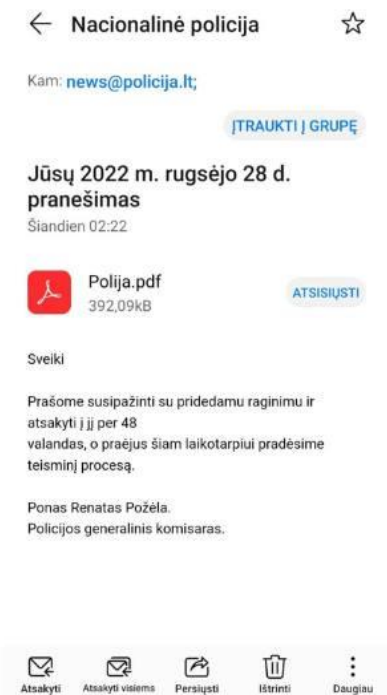 Nacionalinė policija
Kam: news@policija.lt;
ĮTRAUKTI Į GRUPĘ
Jūsų 2022 m. rugsėjo 28 d.
pranešimas
Šiandien 02:22
Polija.pdf
392,09kB
ATSISIŲSTI
Sveiki
Prašome susipažinti su pridedamu raginimu ir
atsakyti į jį per 48
valandas, o praėjus šiam laikotarpiui pradėsime
teisminį procesą.
Ponas Renatas Požėla.
Policijos generalinis komisaras.
Atsakyti Atsakyti visiems Persiųsti Ištrinti Daugiau